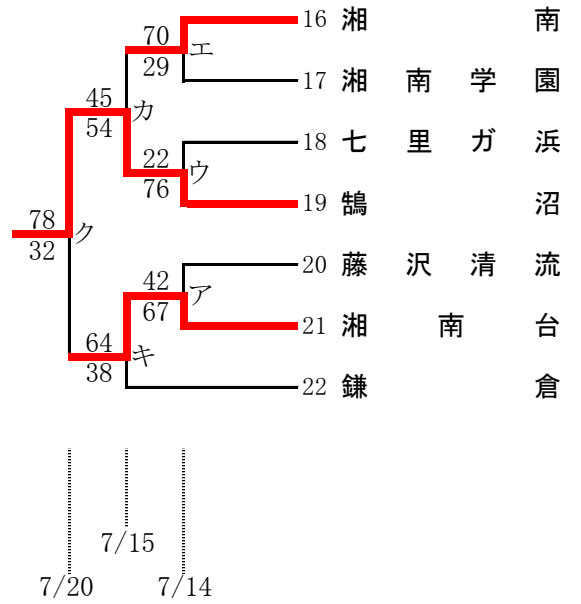 70 エ 16 湘南
29 17 湘南学園
45 カ
54
18 七里ガ浜
22 ウ
76 19 鵠沼
78 ク
32
20 藤沢清流
42 ア
67 21 湘南台
64 キ
38 22 鎌倉
7/15
7/20 7/14